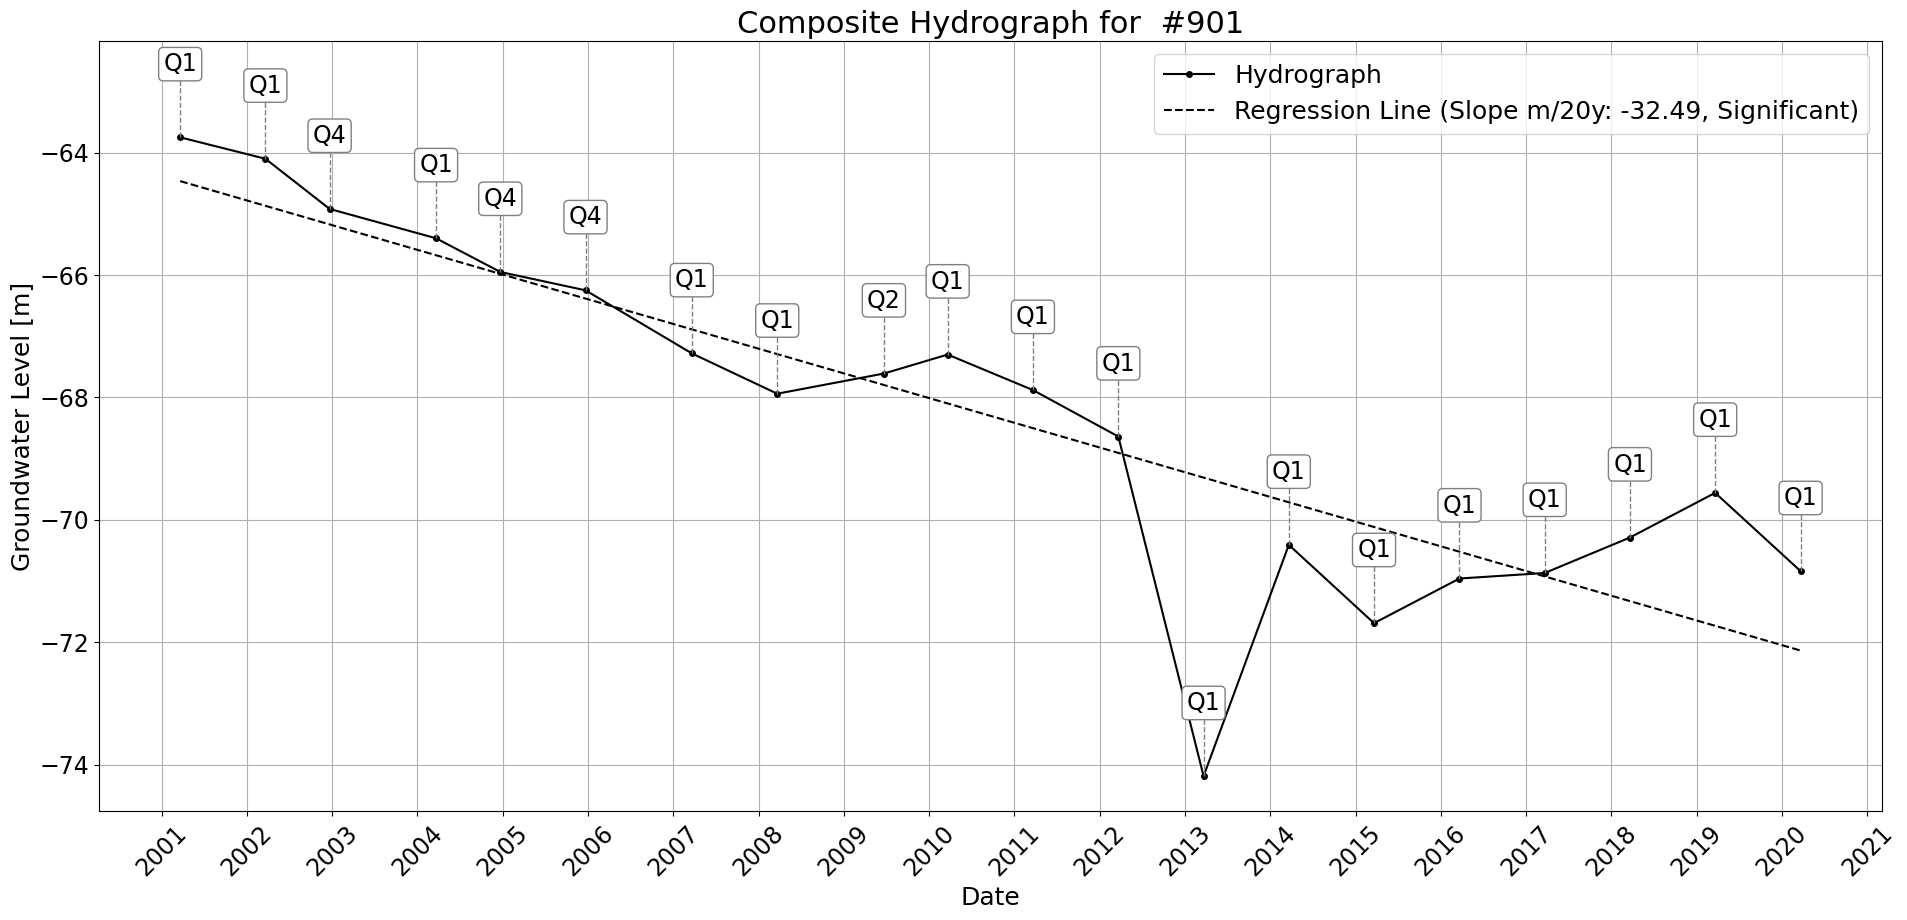 Composite Hydrograph for #901
Hydrograph
Regression Line (Slope m/20y: -32.49, Significant)
Q1
Q1
Q4
Q1
Q4
Q4
Q1
Q1
Q2
Q1
Q1
Q1
Q1
Q1
Q1
Q1
Q1
Q1
Q1
Q1
Groundwater Level [m]
−64
−66
−68
−70
−72
−74
2001 2002 2003 2004 2005 2006 2007 2008 2009 2010 2011 2012 2013 2014 2015 2016 2017 2018 2019 2020 2021
Date